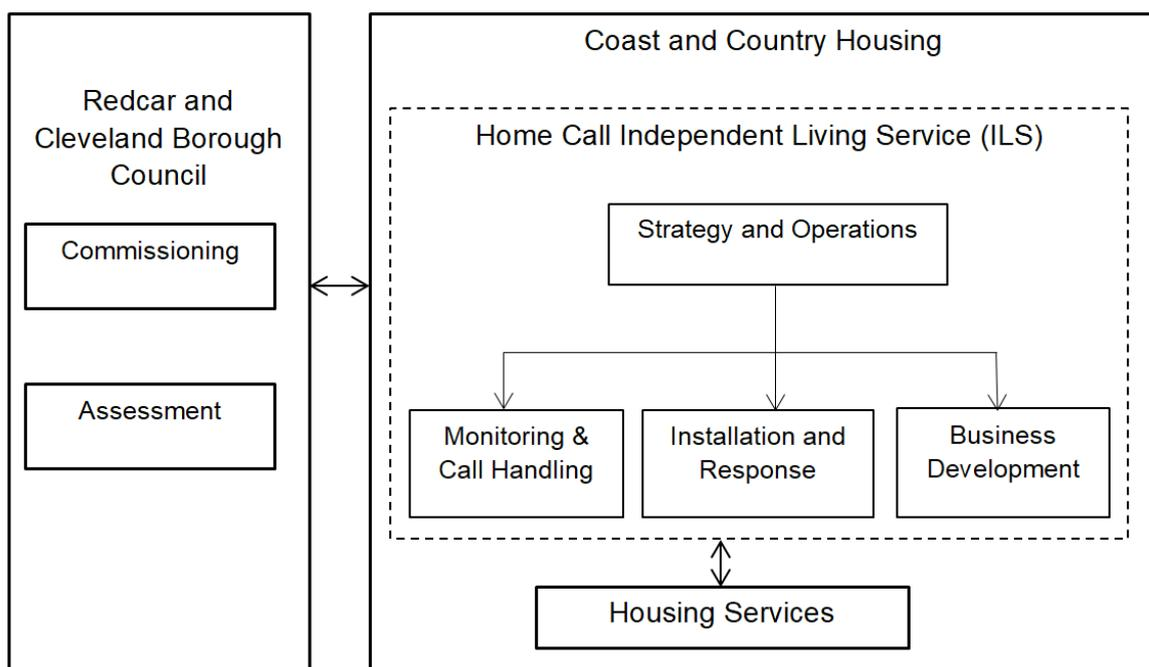 Redcar and
Cleveland Borough
Council
Commissioning
Assessment
Coast and Country Housing
Home Call Independent Living Service (ILS)
Strategy and Operations
Monitoring &
Call Handling
Installation and
Response
Business
Development
Housing Services